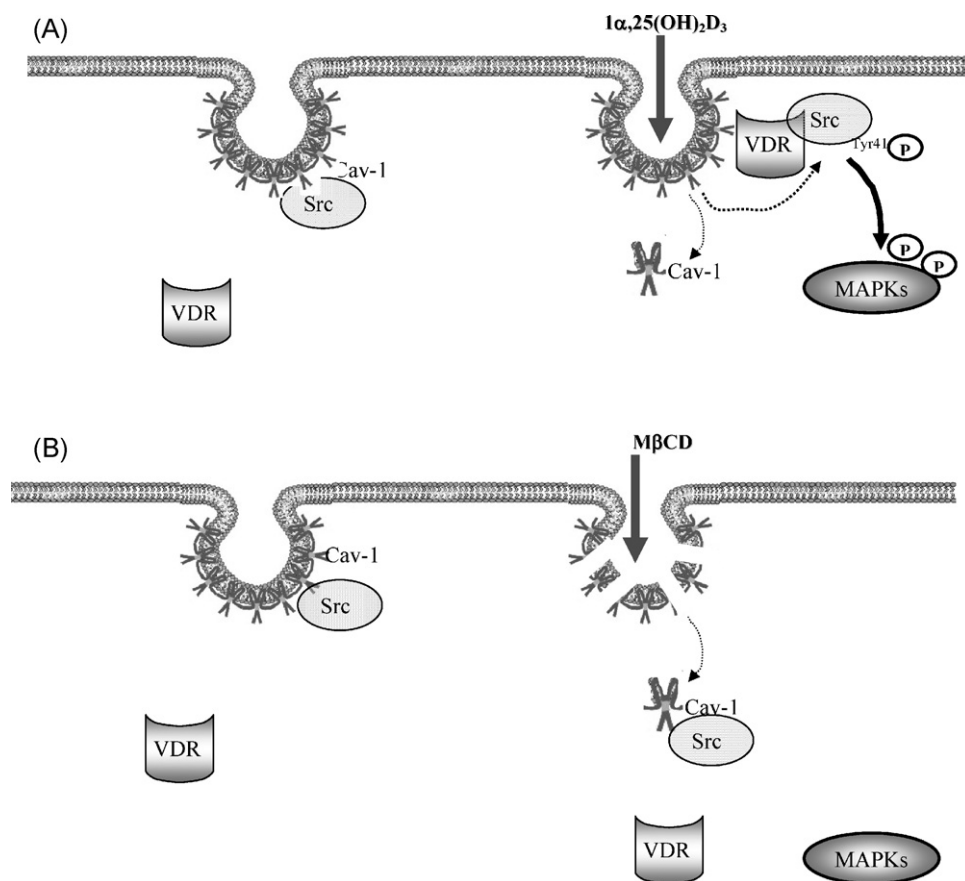 (A)
1α,25(OH)₂D₃
Cav-1
Src
VDR
VDR
Src
Tyr41
P
Cav-1
P
P
MAPKs
(B)
MβCD
Cav-1
Src
VDR
Cav-1
Src
VDR
MAPKs